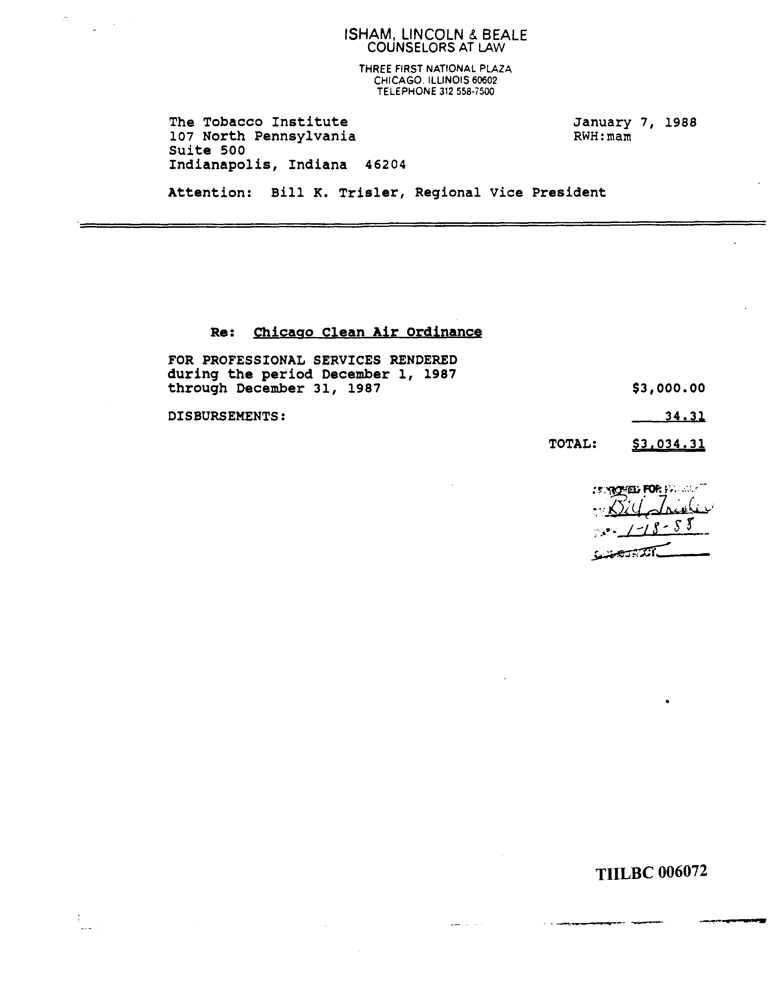 ISHAM, LINCOLN & BEALE
COUNSELORS AT LAW
THREE FIRST NATIONAL PLAZA
CHICAGO, ILLINOIS 60602
TELEPHONE 312 558-7500
The Tobacco Institute January 7, 1988
107 North Pennsylvania RWH:mam
Suite 500
Indianapolis, Indiana 46204
Attention: Bill K. Trisler, Regional Vice President
Re: Chicago Clean Air Ordinance
FOR PROFESSIONAL SERVICES RENDERED
during the period December 1, 1987
through December 31, 1987 $3,000.00
DISBURSEMENTS: 34.31
TOTAL: $3,034.31
FOR
Bill Trisler
1-18-88
TIILBC 006072